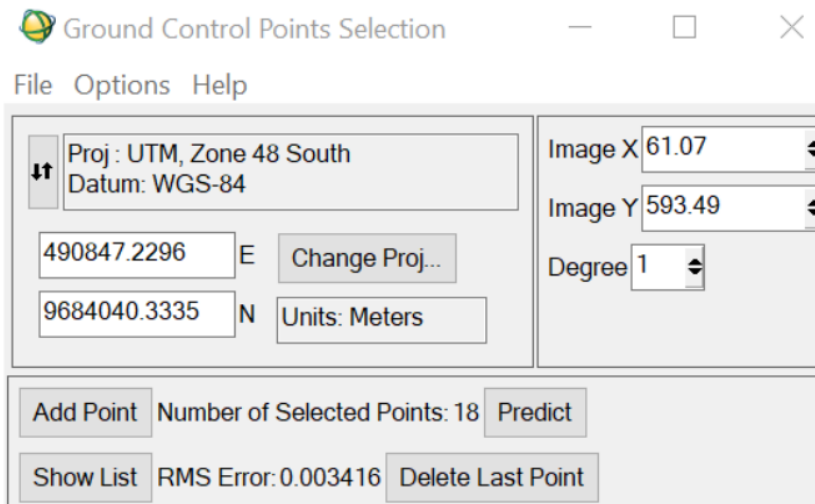 Ground Control Points Selection
File Options Help
Proj : UTM, Zone 48 South
Datum: WGS-84
490847.2296 E Change Proj...
9684040.3335 N Units: Meters
Image X 61.07
Image Y 593.49
Degree 1
Add Point Number of Selected Points: 18 Predict
Show List RMS Error: 0.003416 Delete Last Point